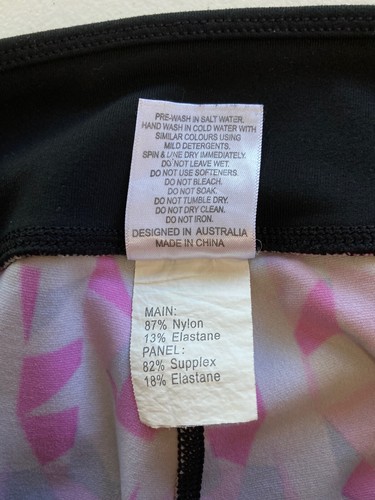 PRE-WASH IN SALT WATER.
HAND WASH IN COLD WATER WITH
SIMILAR COLOURS USING
MILD DETERGENTS.
SPIN & LINE DRY IMMEDIATELY.
DO NOT LEAVE WET.
DO NOT USE SOFTENERS.
DO NOT BLEACH.
DO NOT SOAK.
DO NOT TUMBLE DRY.
DO NOT DRY CLEAN.
DO NOT IRON.
DESIGNED IN AUSTRALIA
MADE IN CHINA
MAIN:
87% Nylon
13% Elastane
PANEL:
82% Supplex
18% Elastane